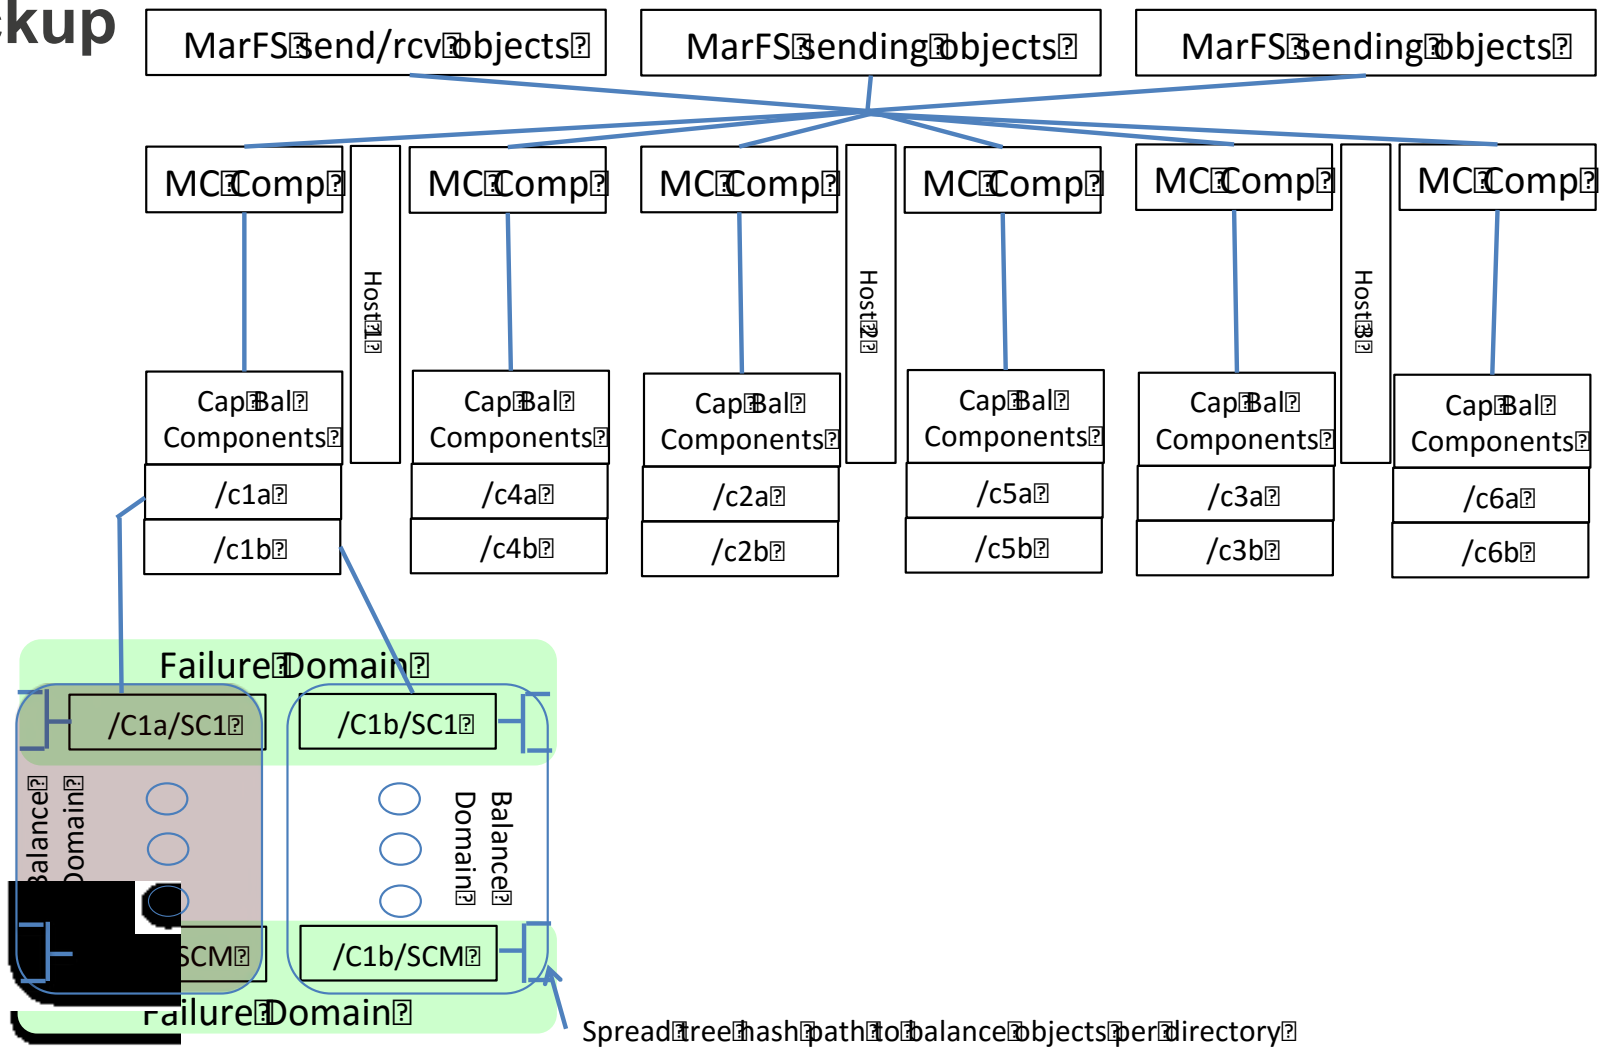 ckup
MarFS send/rcv objects
MarFS sending objects
MarFS sending objects
MC Comp
MC Comp
MC Comp
MC Comp
MC Comp
MC Comp
Host 1
Host 2
Host 3
Cap Bal
Components
Cap Bal
Components
Cap Bal
Components
Cap Bal
Components
Cap Bal
Components
Cap Bal
Components
/c1a
/c4a
/c2a
/c5a
/c3a
/c6a
/c1b
/c4b
/c2b
/c5b
/c3b
/c6b
Failure Domain
/C1a/SC1
/C1b/SC1
Balance
Domain
Balance
Domain
SCM
/C1b/SCM
Failure Domain
Spread tree hash path to balance objects per directory